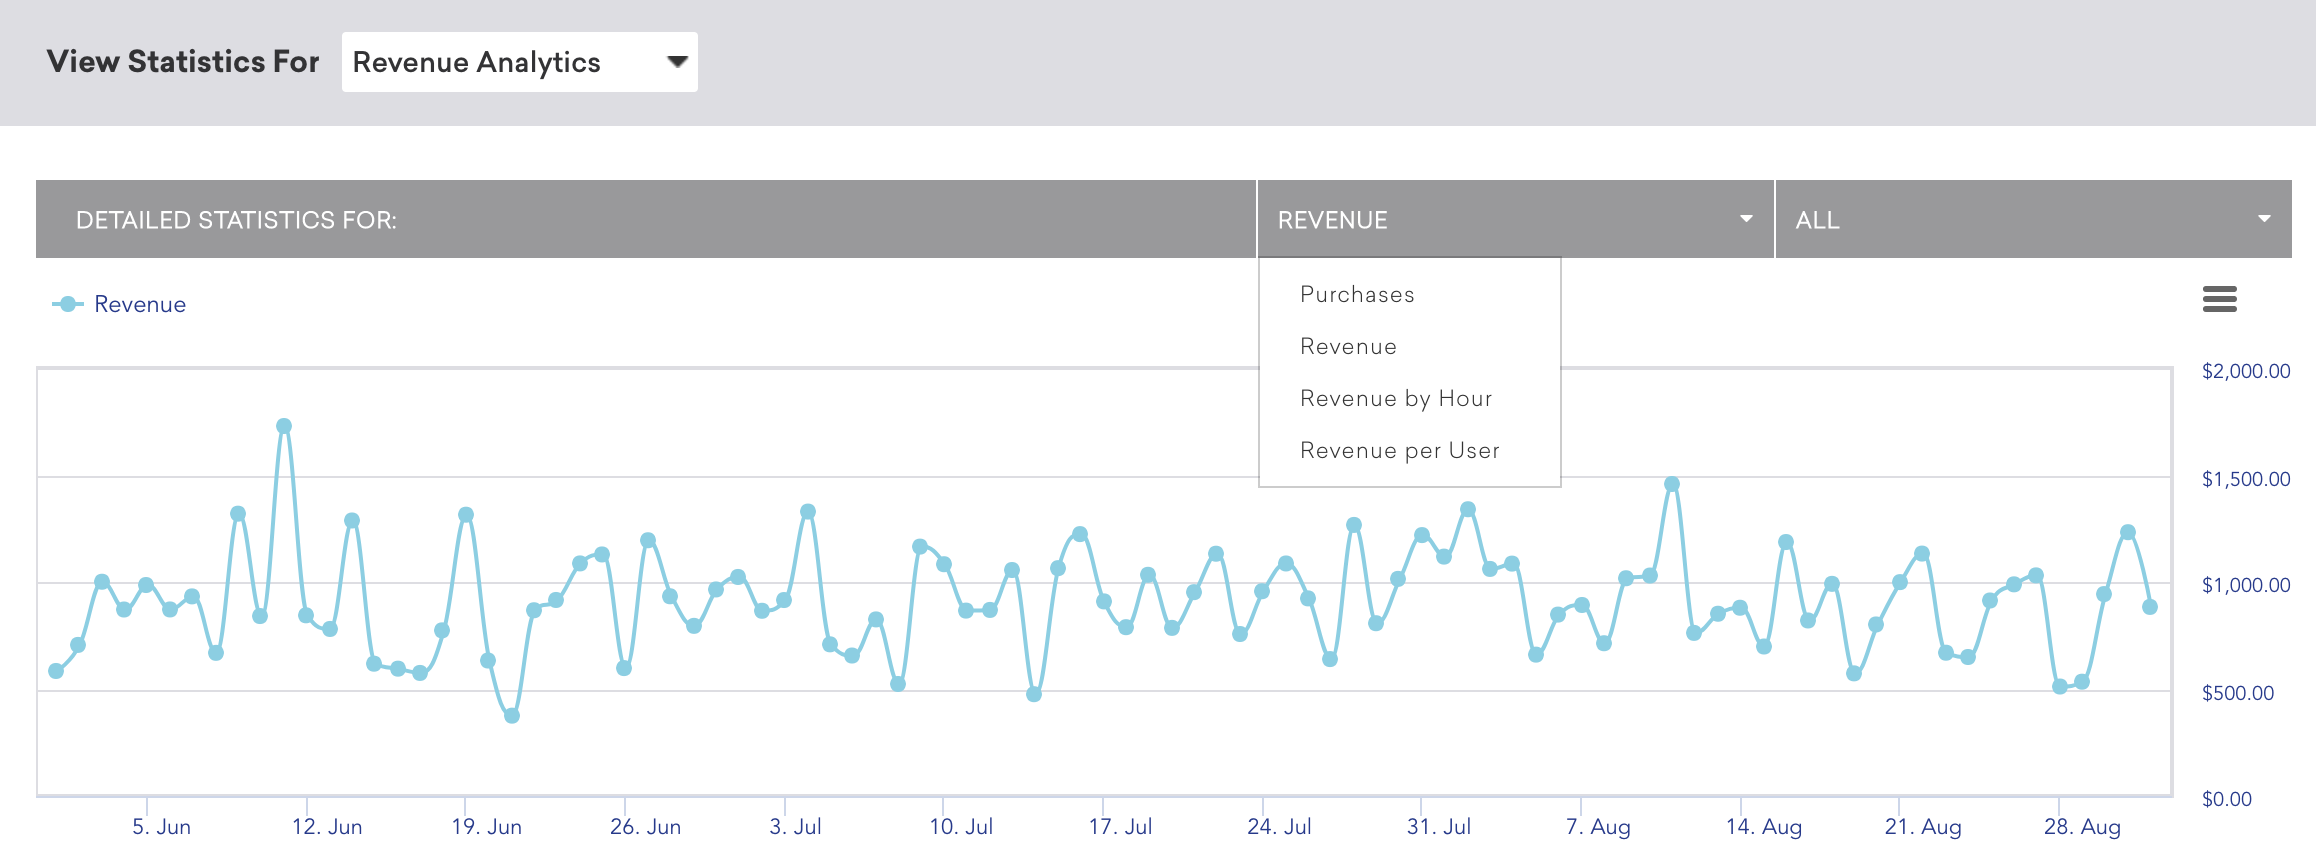 View Statistics For
Revenue Analytics
DETAILED STATISTICS FOR:
REVENUE
ALL
Revenue
Purchases
Revenue
Revenue by Hour
Revenue per User
$2,000.00
$1,500.00
$1,000.00
$500.00
$0.00
5. Jun
12. Jun
19. Jun
26. Jun
3. Jul
10. Jul
17. Jul
24. Jul
31. Jul
7. Aug
14. Aug
21. Aug
28. Aug